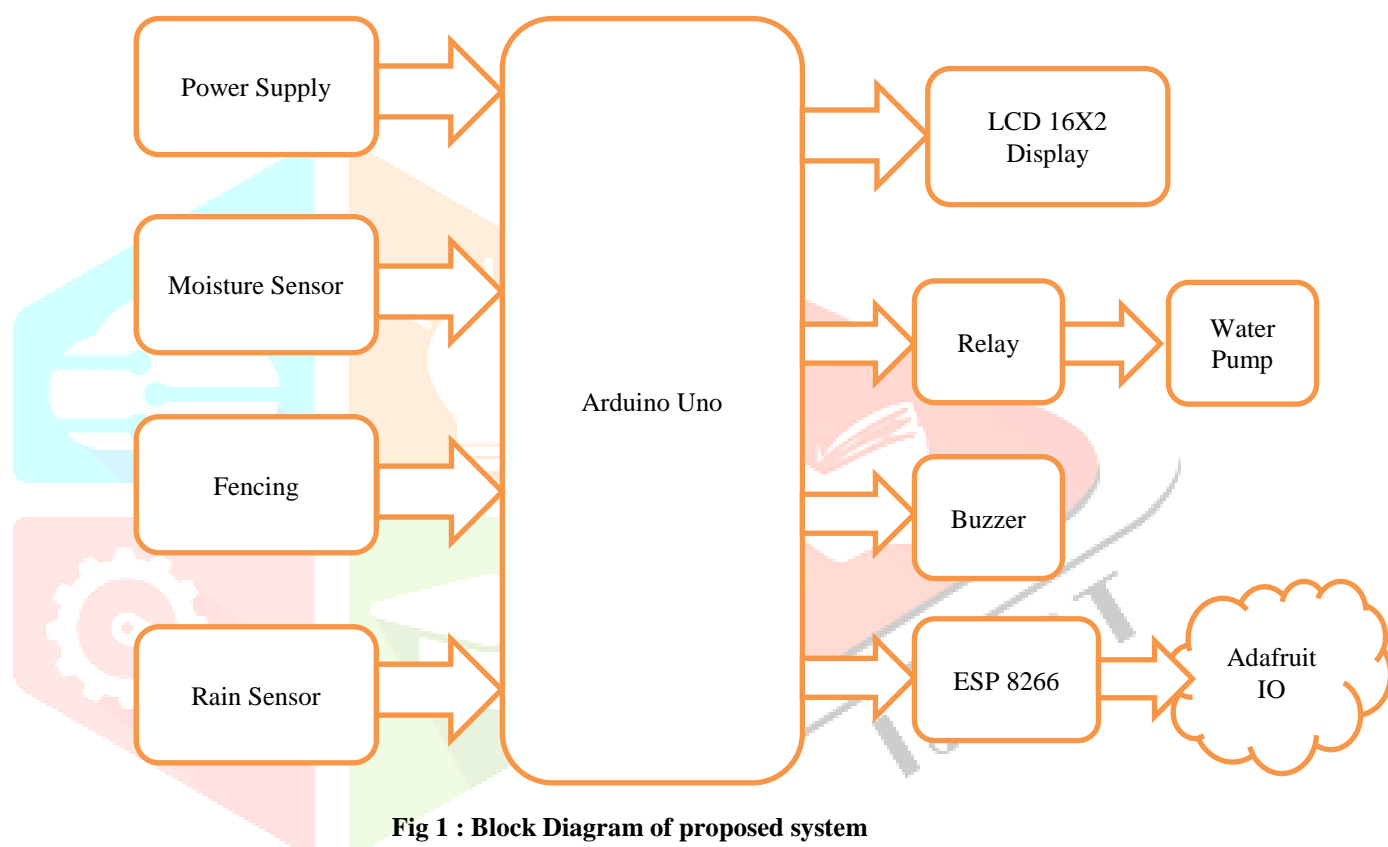 Power Supply
LCD 16X2
Display
Moisture Sensor
Relay
Water
Pump
Arduino Uno
Fencing
Buzzer
Rain Sensor
ESP 8266
Adafruit
IO
Fig 1 : Block Diagram of proposed system